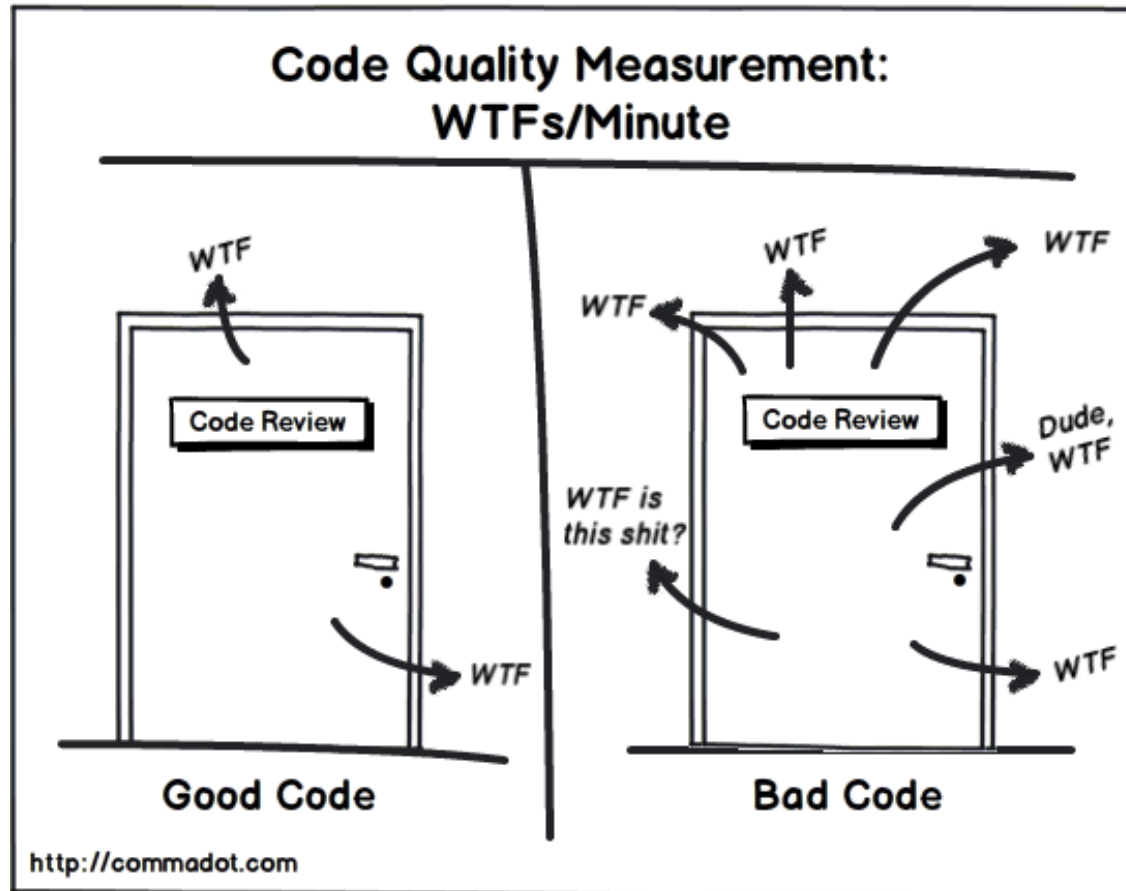 Code Quality Measurement:
WTFs/Minute
WTF
Code Review
WTF
Good Code
WTF
WTF
WTF
Code Review
Dude,
WTF
WTF is
this shit?
WTF
Bad Code
http://commadot.com